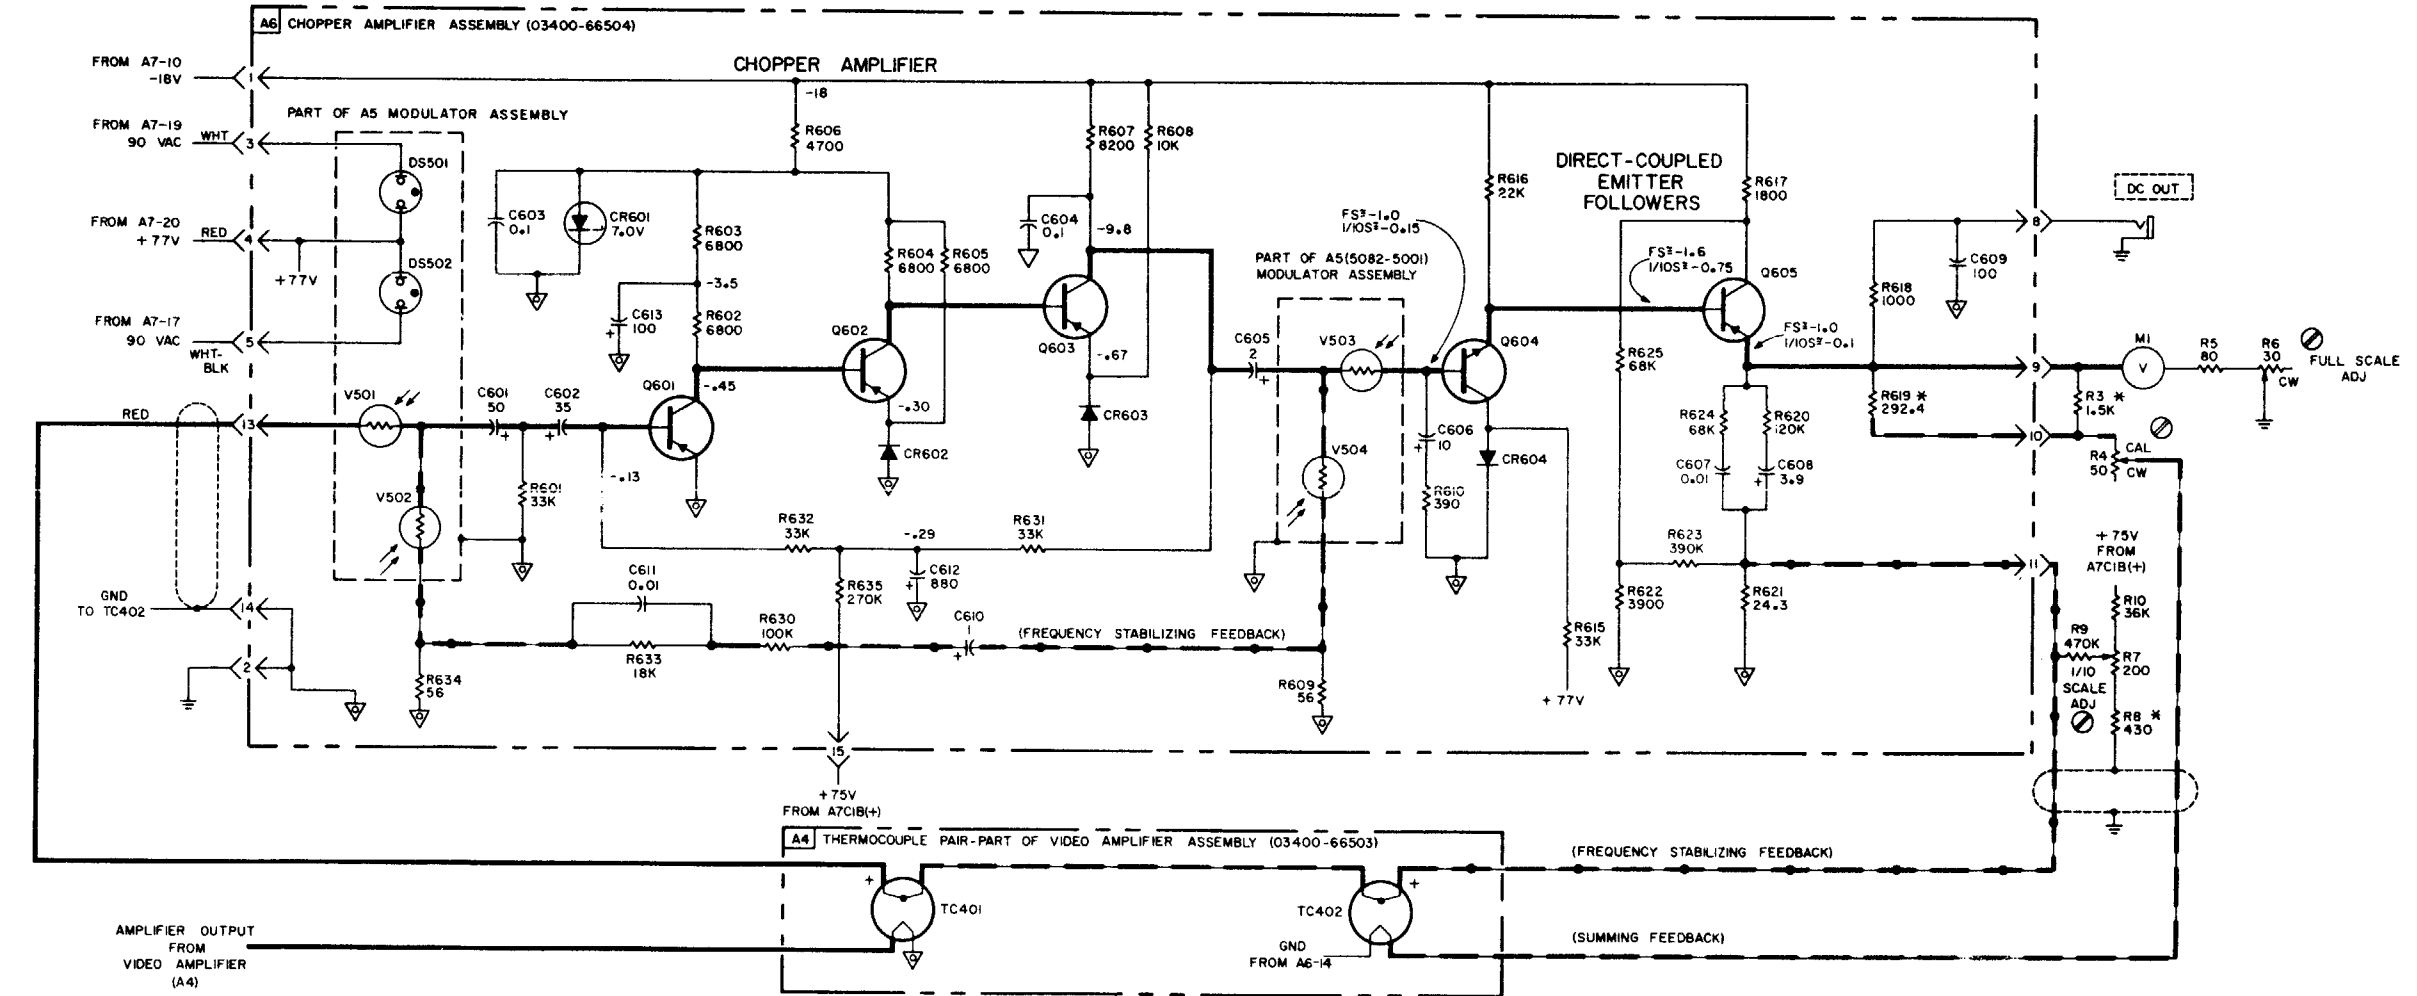 A6 CHOPPER AMPLIFIER ASSEMBLY (03400-66504)
FROM A7-10
-18V
1
CHOPPER AMPLIFIER
-18
PART OF A5 MODULATOR ASSEMBLY
FROM A7-19
90 VAC
WHT
3
DS501
FROM A7-20
+77V
RED
4
+77V
DS502
FROM A7-17
90 VAC
WHT-
BLK
5
C603
0.1
CR601
7.0V
R606
4700
R603
6800
-3.5
C613
100
R602
6800
R604
6800
R605
6800
R607
8200
R608
10K
C604
0.1
-9.8
Q603
-.67
CR603
Q602
-.30
CR602
Q601
-.45
V501
C601
50
+
C602
35
+
RED
13
V502
R601
33K
-.13
R632
33K
-.29
R631
33K
C612
880
+
R635
270K
C611
0.01
R633
18K
R630
100K
C610
1
+
(FREQUENCY STABILIZING FEEDBACK)
R634
56
GND
TO TC402
14
2
15
+75V
FROM A7C1B(+)
FS≅-1.0
1/10S≅-0.15
PART OF A5(5082-5001)
MODULATOR ASSEMBLY
C605
2
+
V503
V504
R609
56
Q604
C606
10
+
R610
390
CR604
R615
33K
+77V
R616
22K
DIRECT-COUPLED
EMITTER
FOLLOWERS
R617
1800
FS≅-1.6
1/10S≅-0.75
Q605
FS≅-1.0
1/10S≅-0.1
R625
68K
R624
68K
R620
120K
C607
0.01
C608
3.9
+
R623
390K
R622
3900
R621
24.3
R618
1000
C609
100
R619 *
292.4
8
9
10
11
DC OUT
M1
V
R5
80
R6
30
CW
FULL SCALE
ADJ
R3 *
1.5K
R4
50
CAL
CW
+75V
FROM
A7C1B(+)
R10
36K
R9
470K
1/10
SCALE
ADJ
R7
200
R8 *
430
A4 THERMOCOUPLE PAIR-PART OF VIDEO AMPLIFIER ASSEMBLY (03400-66503)
(FREQUENCY STABILIZING FEEDBACK)
+
TC401
TC402
+
AMPLIFIER OUTPUT
FROM
VIDEO AMPLIFIER
(A4)
GND
FROM A6-14
(SUMMING FEEDBACK)